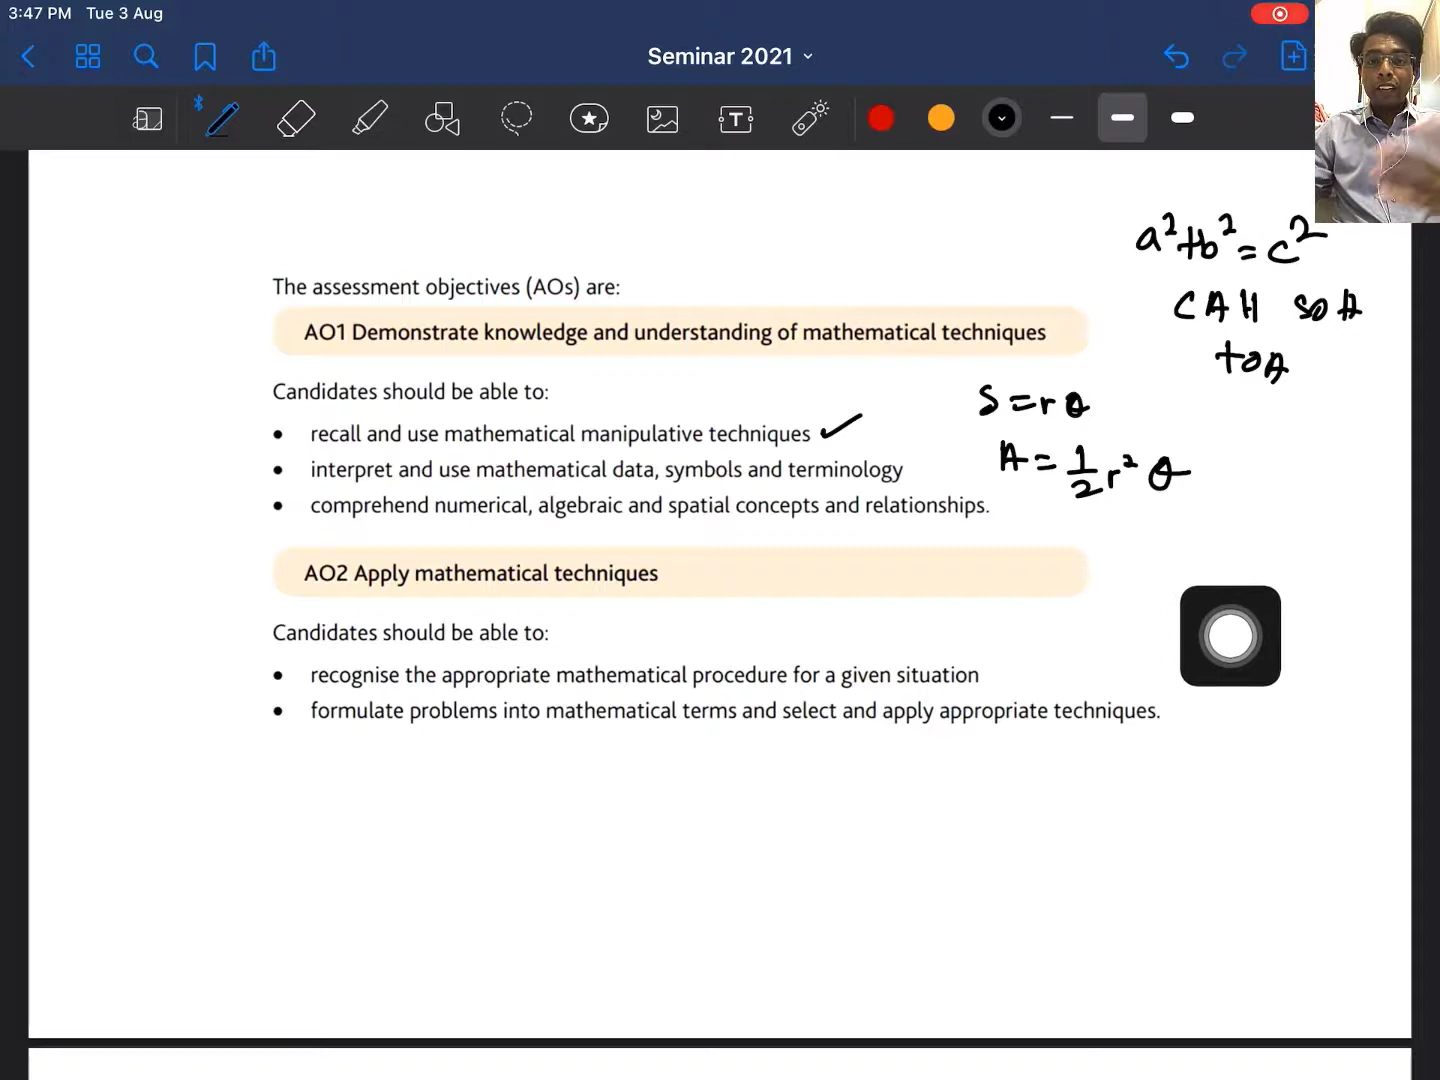 3:47 PM Tue 3 Aug
Seminar 2021
a²+b²=c²
CAH SOH
TOA
The assessment objectives (AOs) are:
AO1 Demonstrate knowledge and understanding of mathematical techniques
Candidates should be able to:
S=rθ
• recall and use mathematical manipulative techniques ✓
A=1/2 r² θ
• interpret and use mathematical data, symbols and terminology
• comprehend numerical, algebraic and spatial concepts and relationships.
AO2 Apply mathematical techniques
Candidates should be able to:
• recognise the appropriate mathematical procedure for a given situation
• formulate problems into mathematical terms and select and apply appropriate techniques.